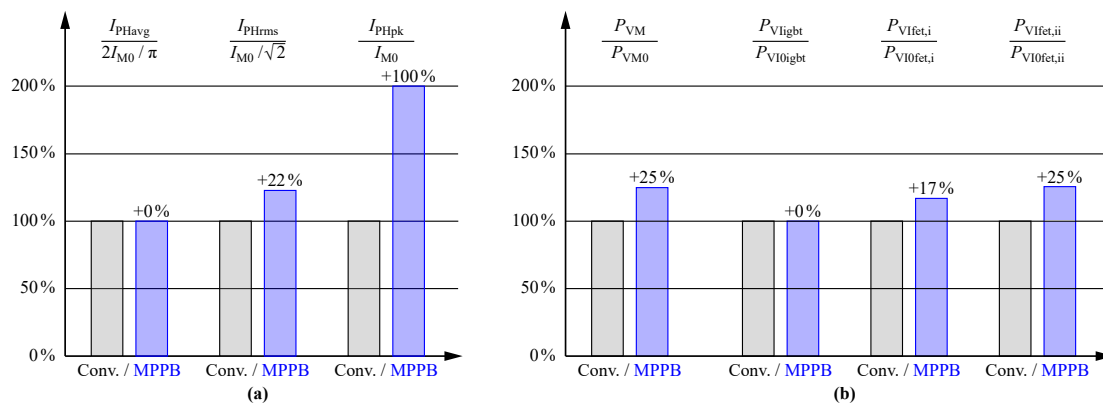 I_PHavg / 2I_M0 / π
I_PHrms / I_M0 /√2
I_PHpk / I_M0
+100%
200%
150%
+22%
+0%
100%
50%
0%
Conv. / MPPB
Conv. / MPPB
Conv. / MPPB
(a)
P_VM / P_VM0
P_VIigbt / P_VI0igbt
P_VIfet,i / P_VI0fet,i
P_VIfet,ii / P_VI0fet,ii
200%
150%
+25%
+0%
+17%
+25%
100%
50%
0%
Conv. / MPPB
Conv. / MPPB
Conv. / MPPB
Conv. / MPPB
(b)